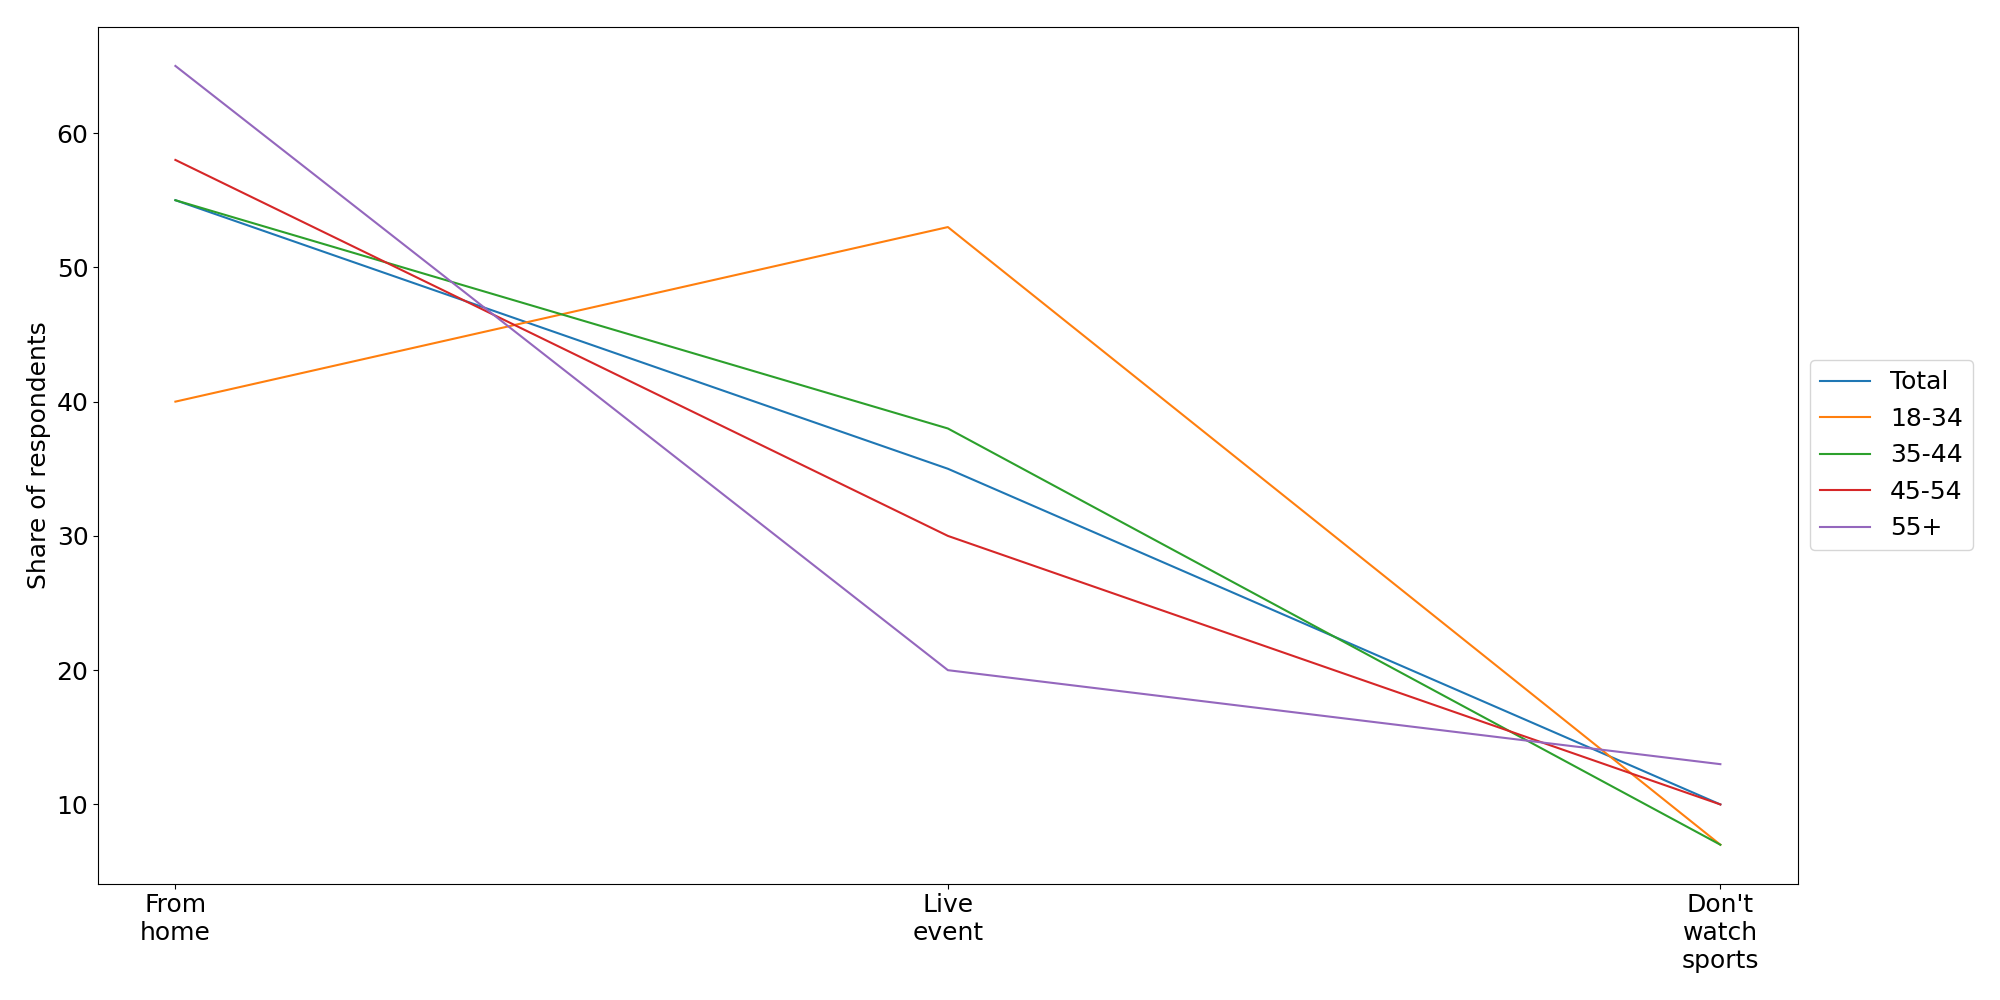 Share of respondents
60
50
40
30
20
10
From
home
Live
event
Don't
watch
sports
Total
18-34
35-44
45-54
55+